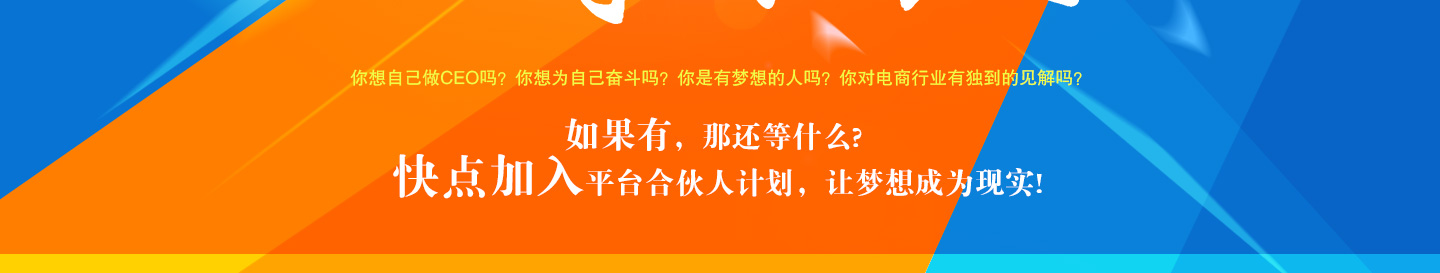 你想自己做CEO吗？你想为自己奋斗吗？你是有梦想的人吗？你对电商行业有独到的见解吗？
如果有，那还等什么?
快点加入平台合伙人计划，让梦想成为现实!